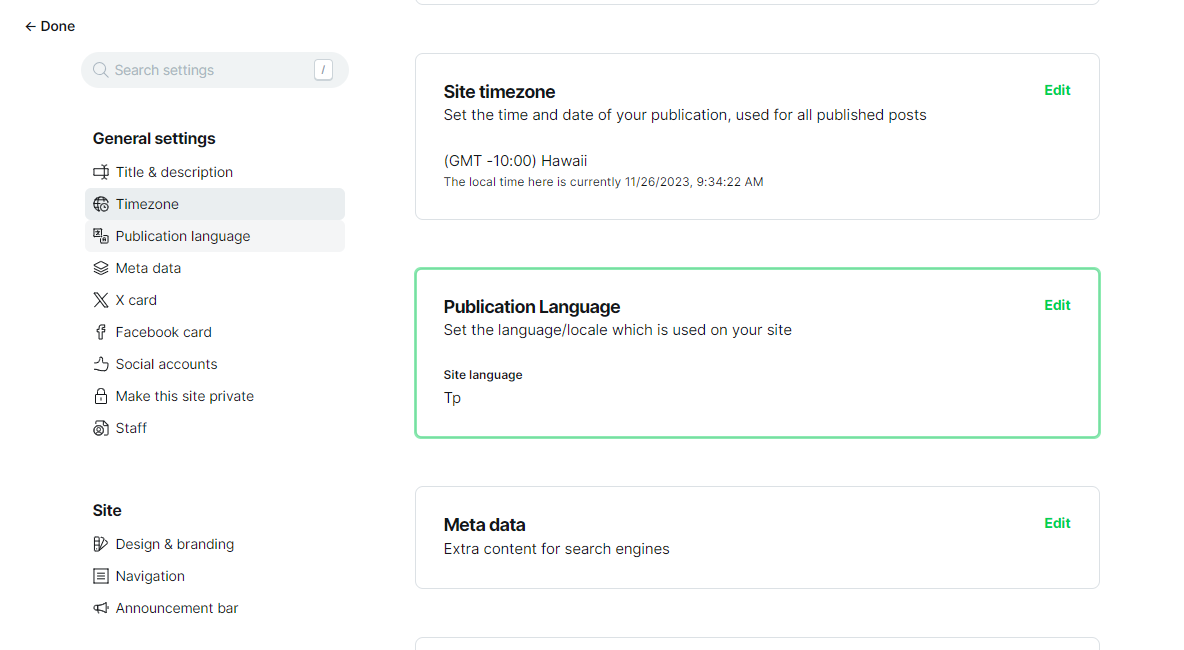 ← Done
Search settings /
General settings
Title & description
Timezone
Publication language
Meta data
X card
Facebook card
Social accounts
Make this site private
Staff
Site
Design & branding
Navigation
Announcement bar
Site timezone
Edit
Set the time and date of your publication, used for all published posts
(GMT -10:00) Hawaii
The local time here is currently 11/26/2023, 9:34:22 AM
Publication Language
Edit
Set the language/locale which is used on your site
Site language
Tp
Meta data
Edit
Extra content for search engines